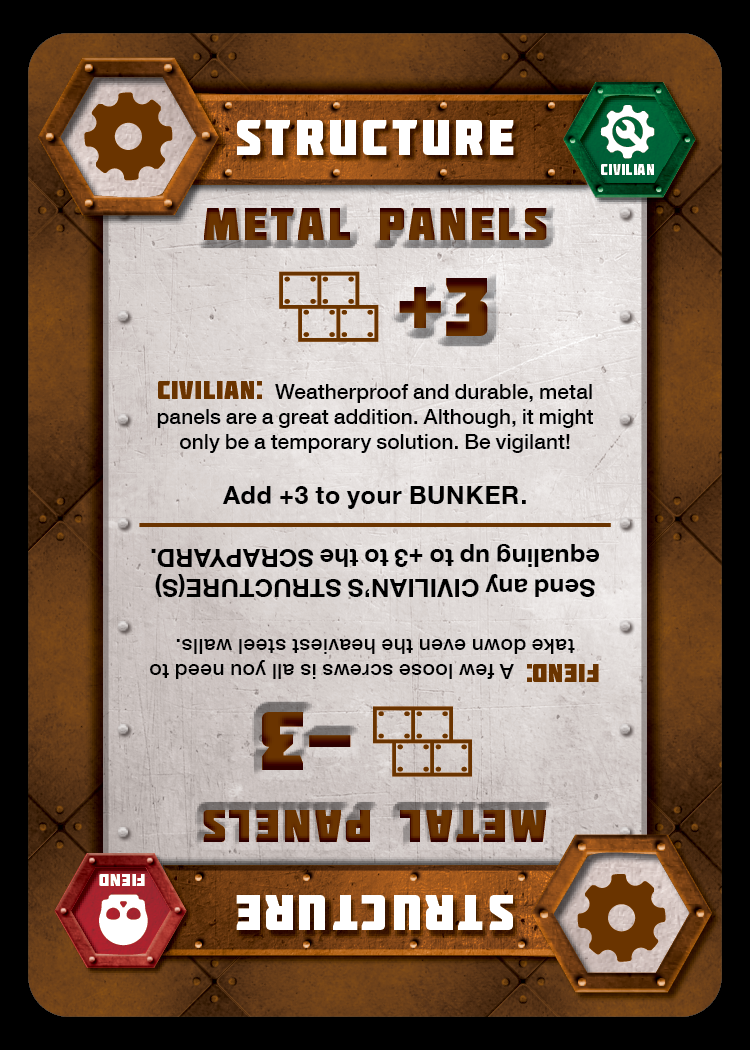 STRUCTURE
CIVILIAN
METAL PANELS
+3
CIVILIAN: Weatherproof and durable, metal
panels are a great addition. Although, it might
only be a temporary solution. Be vigilant!
Add +3 to your BUNKER.
STRUCTURE
FIEND
METAL PANELS
-3
FIEND: A few loose screws is all you need to
take down even the heaviest steel walls.
Send any CIVILIAN'S STRUCTURE(S)
equaling up to +3 to the SCRAPYARD.